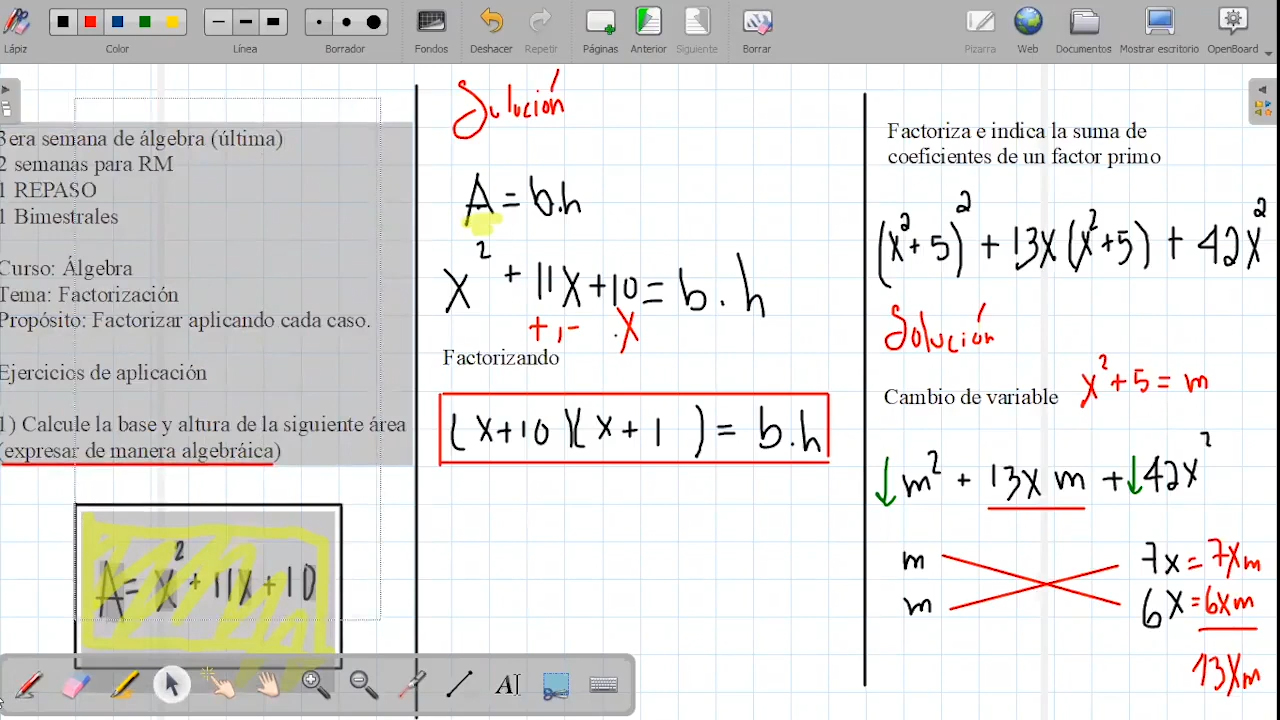 Lápiz
Color
Línea
Borrador
Fondos
Deshacer
Repetir
Páginas
Anterior
Siguiente
Borrar
Pizarra
Web
Documentos
Mostrar escritorio
OpenBoard
3era semana de álgebra (última)
2 semanas para RM
1 REPASO
1 Bimestrales
Curso: Álgebra
Tema: Factorización
Proposito: Factorizar aplicando cada caso.
Ejercicios de aplicación
1) Calcule la base y altura de la siguiente área
(expresar de manera algebráica)
A = x² + 11x + 10
Solución
A = b.h
x² + 11x + 10 = b . h
+ , - . x
Factorizando
(x+10)(x+1) = b.h
Factoriza e indica la suma de
coeficientes de un factor primo
(x²+5)² + 13x(x²+5) + 42x²
Solución
Cambio de variable x²+5 = m
↓m² + 13x m + ↓42x²
m 7x = 7xm
m 6x = 6xm
13xm